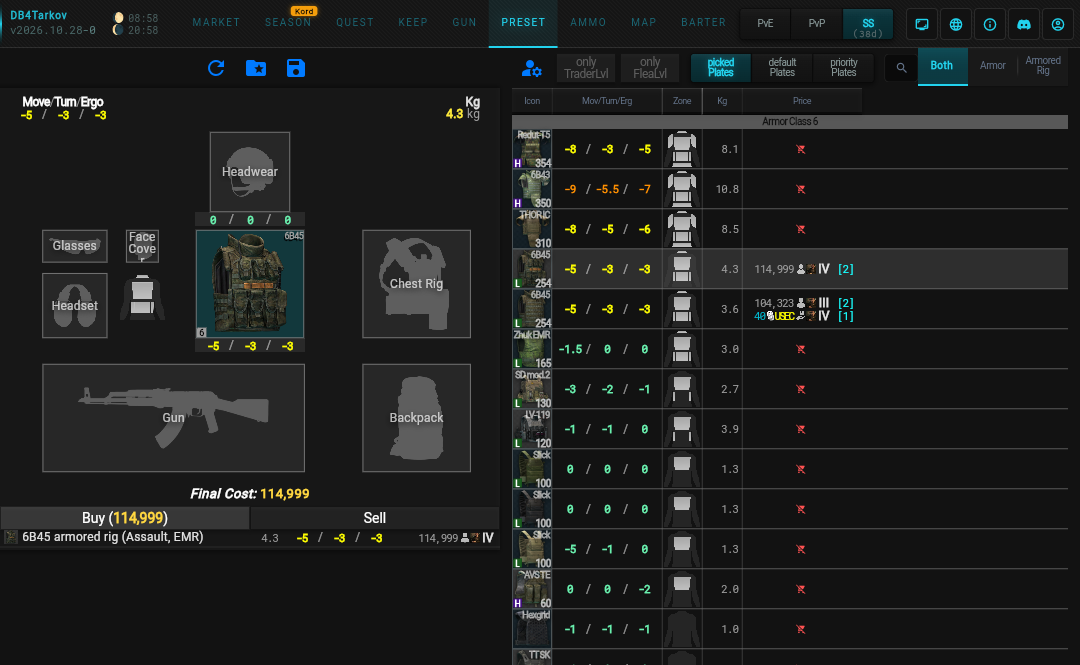 DB4Tarkov
v2026.10.28-0
08:58
20:58
MARKET
SEASON
Kord
QUEST
KEEP
GUN
PRESET
AMMO
MAP
BARTER
PvE
PvP
SS
(38d)
only
TraderLvl
only
FleaLvl
picked
Plates
default
Plates
priority
Plates
Both
Armor
Armored
Rig
Move/Turn/Ergo
-5 / -3 / -3
Kg
4.3 kg
Headwear
0 / 0 / 0
Glasses
Face
Cove
r
6B45
6
-5 / -3 / -3
Headset
Chest Rig
Gun
Backpack
Final Cost: 114,999
Buy (114,999)
Sell
6B45 armored rig (Assault, EMR)
4.3
-5 / -3 / -3
114,999 IV
Icon
Mov/Turn/Erg
Zone
Kg
Price
Armor Class 6
Redut-T5
H 354
-8 / -3 / -5
8.1
6B43
H 350
-9 / -5.5 / -7
10.8
THORIC
310
-8 / -5 / -6
8.5
6B45
L 254
-5 / -3 / -3
4.3
114,999 IV [2]
6B45
L 254
-5 / -3 / -3
3.6
104,323 III [2]
40 USEC IV [1]
Zhuk EMR
L 165
-1.5 / 0 / 0
3.0
SD mod.2
L 130
-3 / -2 / -1
2.7
LV-119
L 120
-1 / -1 / 0
3.9
Slick
L 100
0 / 0 / 0
1.3
Slick
L 100
0 / 0 / 0
1.3
Slick
L 100
-5 / -1 / 0
1.3
AVS TE
H 60
0 / 0 / -2
2.0
Hexgrid
-1 / -1 / -1
1.0
TT SK